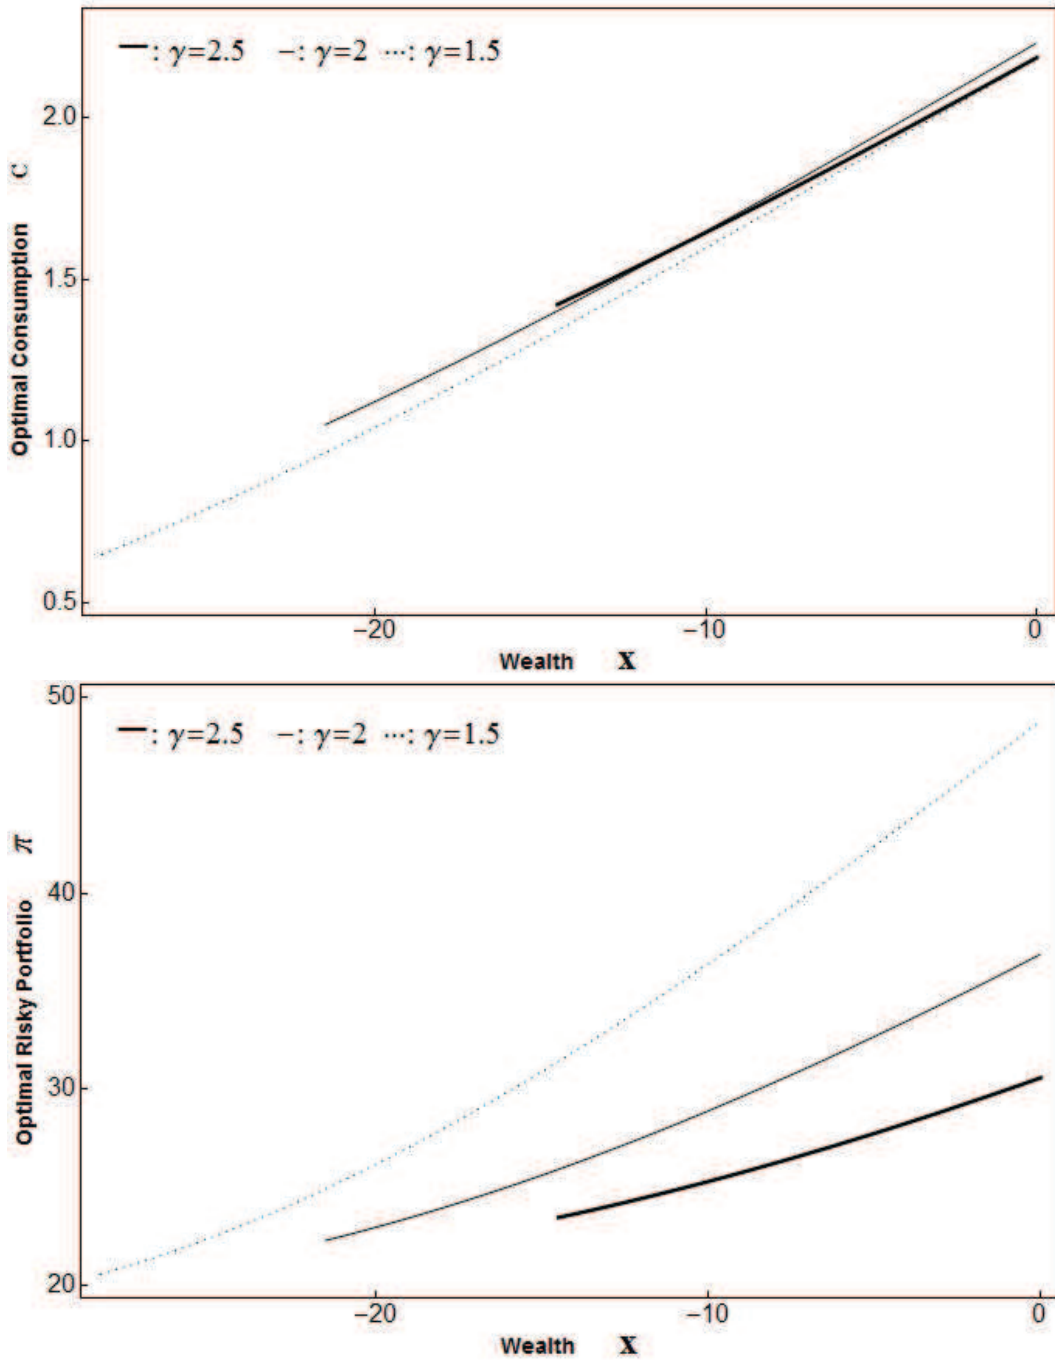 ━: γ=2.5 −: γ=2 ···: γ=1.5
2.0
1.5
1.0
0.5
Optimal Consumption C
−20
−10
0
Wealth X
50
━: γ=2.5 −: γ=2 ···: γ=1.5
40
30
20
Optimal Risky Portfolio π
−20
−10
0
Wealth X